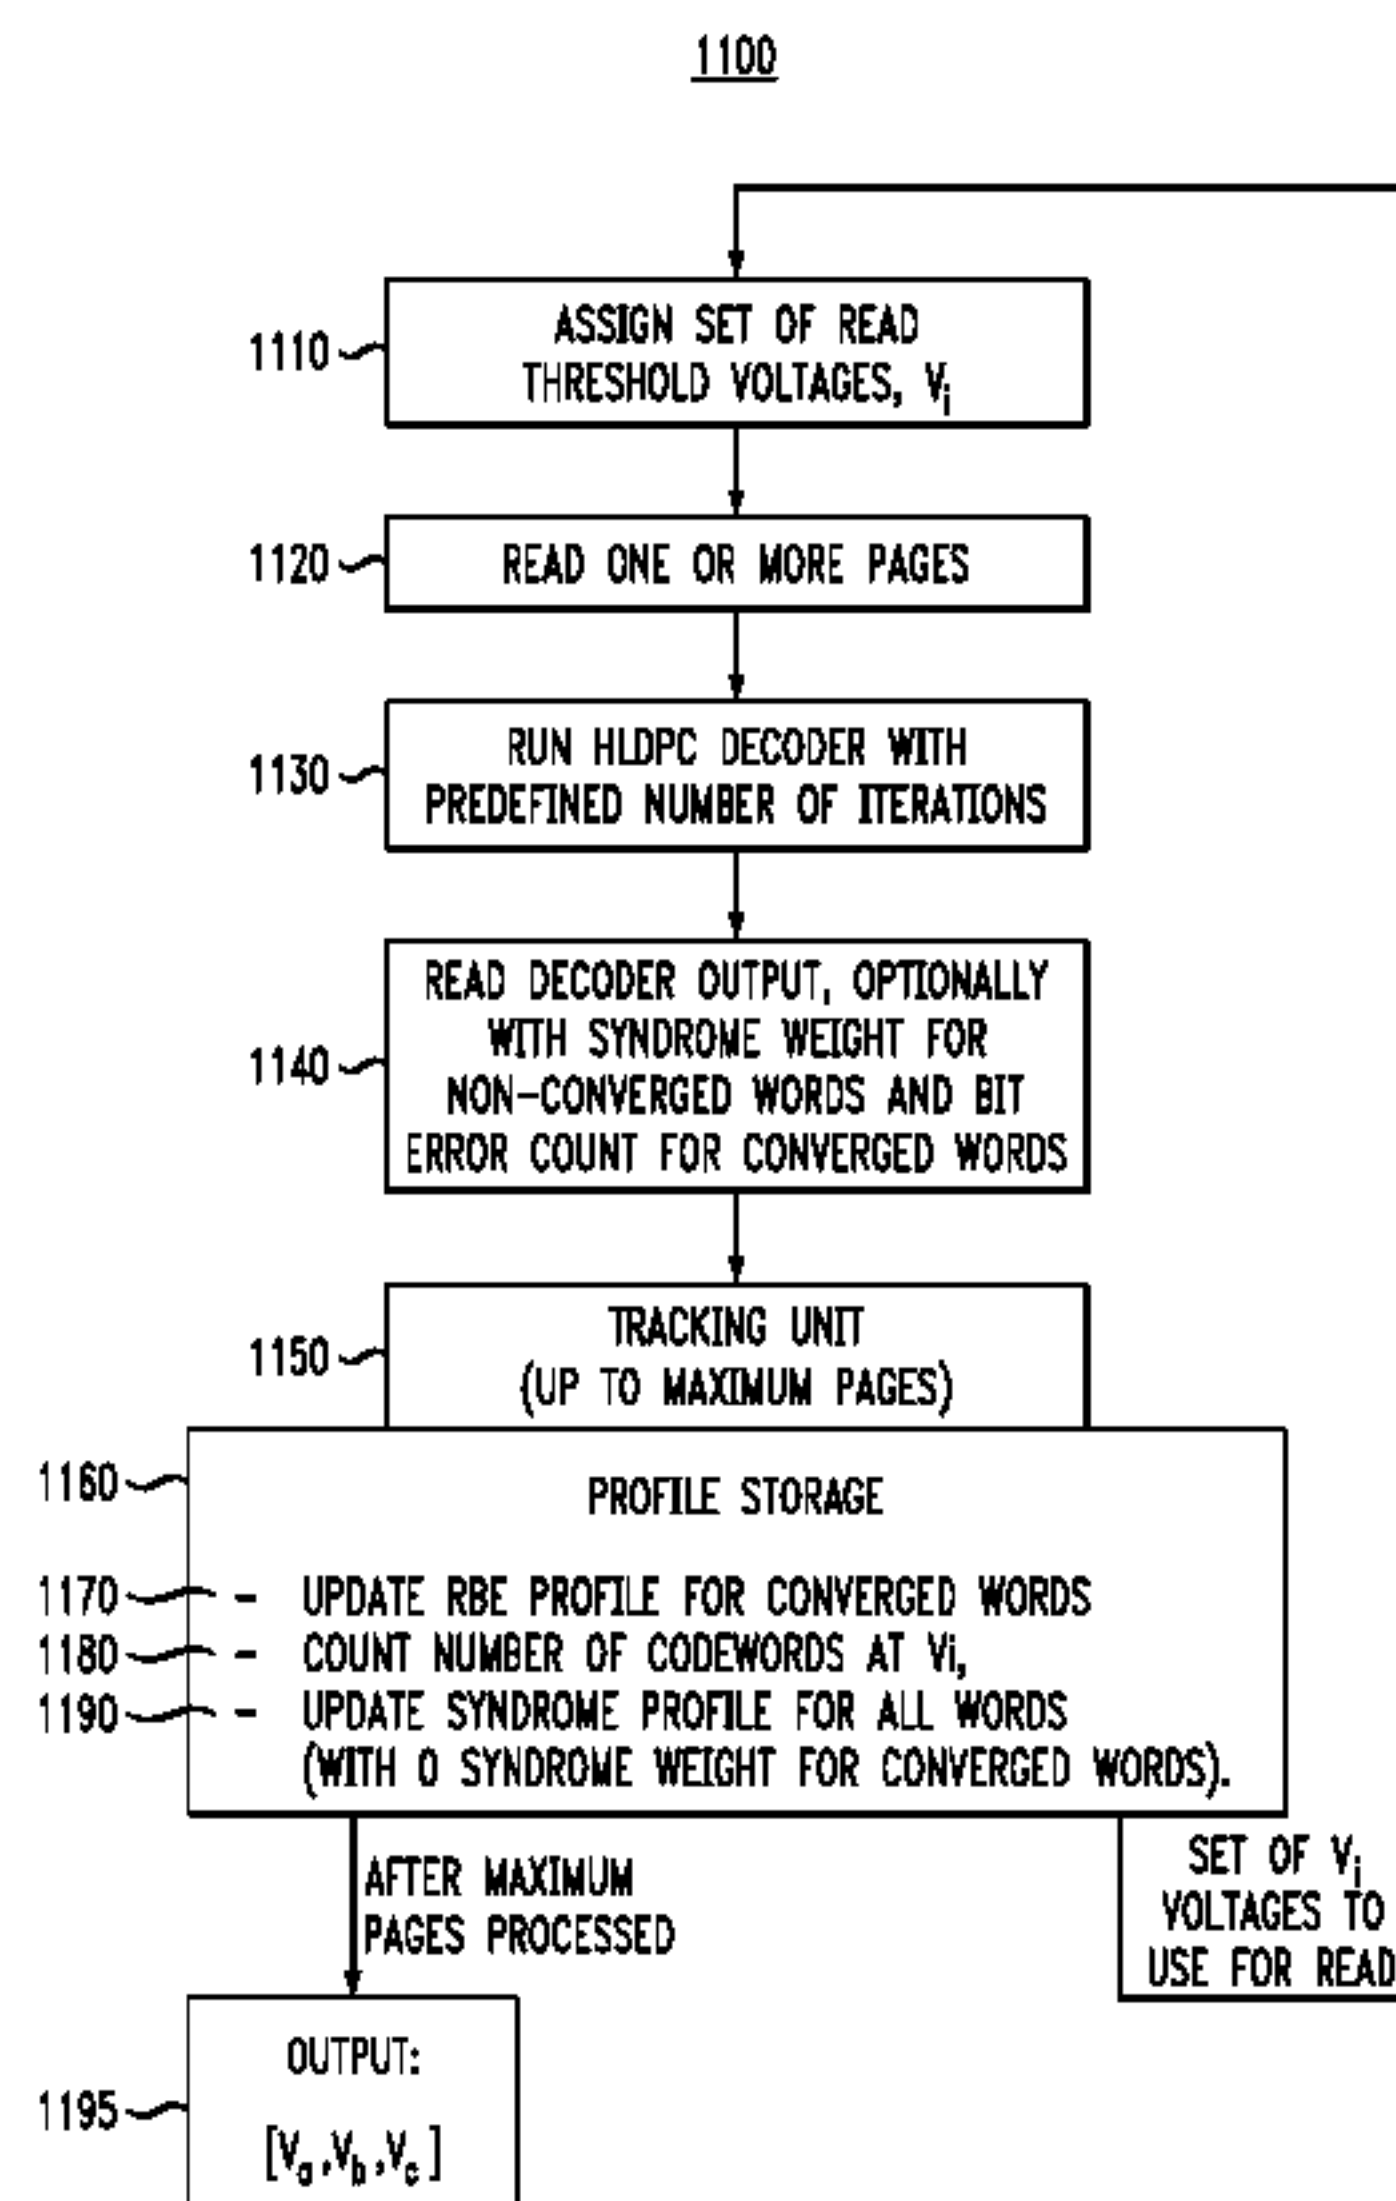 1100
1110
ASSIGN SET OF READ
THRESHOLD VOLTAGES, Vi
1120
READ ONE OR MORE PAGES
1130
RUN HLDPC DECODER WITH
PREDEFINED NUMBER OF ITERATIONS
1140
READ DECODER OUTPUT, OPTIONALLY
WITH SYNDROME WEIGHT FOR
NON-CONVERGED WORDS AND BIT
ERROR COUNT FOR CONVERGED WORDS
1150
TRACKING UNIT
(UP TO MAXIMUM PAGES)
1160
PROFILE STORAGE
1170 - UPDATE RBE PROFILE FOR CONVERGED WORDS
1180 - COUNT NUMBER OF CODEWORDS AT Vi,
1190 - UPDATE SYNDROME PROFILE FOR ALL WORDS
(WITH 0 SYNDROME WEIGHT FOR CONVERGED WORDS).
AFTER MAXIMUM
PAGES PROCESSED
SET OF Vi
VOLTAGES TO
USE FOR READ
1195
OUTPUT:
[Va,Vb,Vc]